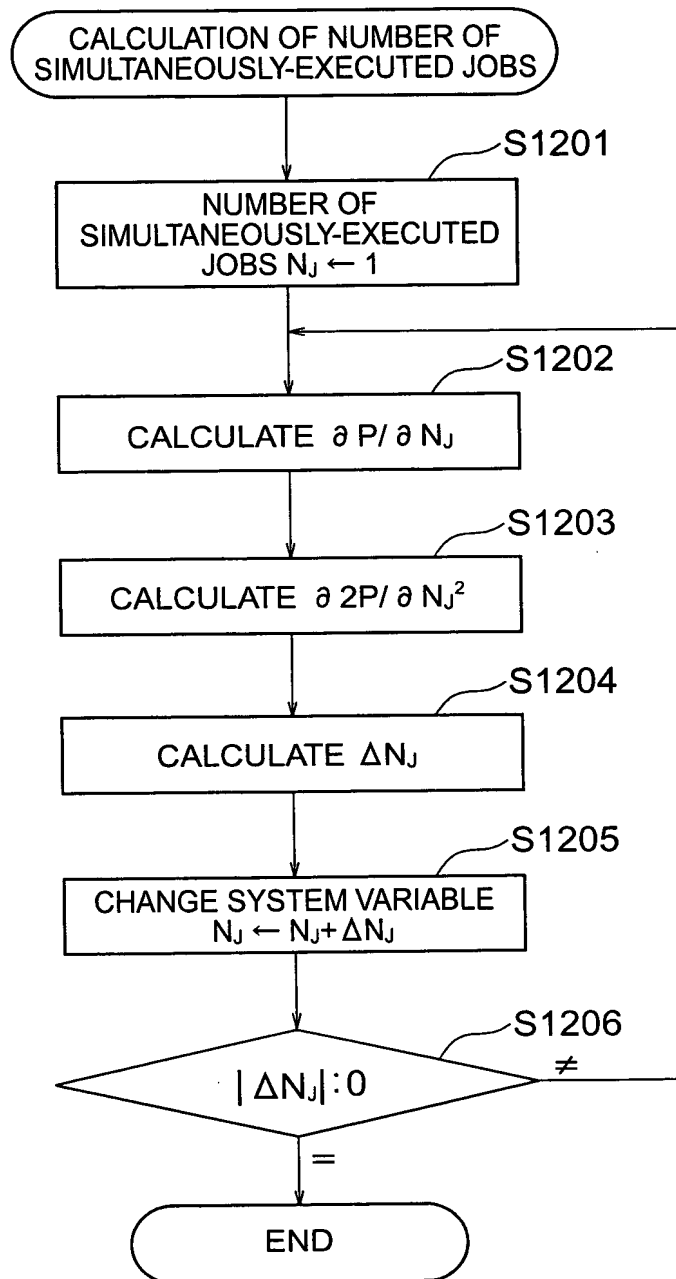 CALCULATION OF NUMBER OF
SIMULTANEOUSLY-EXECUTED JOBS
S1201
NUMBER OF
SIMULTANEOUSLY-EXECUTED
JOBS NJ ← 1
S1202
CALCULATE ∂P/∂NJ
S1203
CALCULATE ∂2P/∂NJ²
S1204
CALCULATE ΔNJ
S1205
CHANGE SYSTEM VARIABLE
NJ ← NJ+ΔNJ
S1206
|ΔNJ|:0
≠
=
END